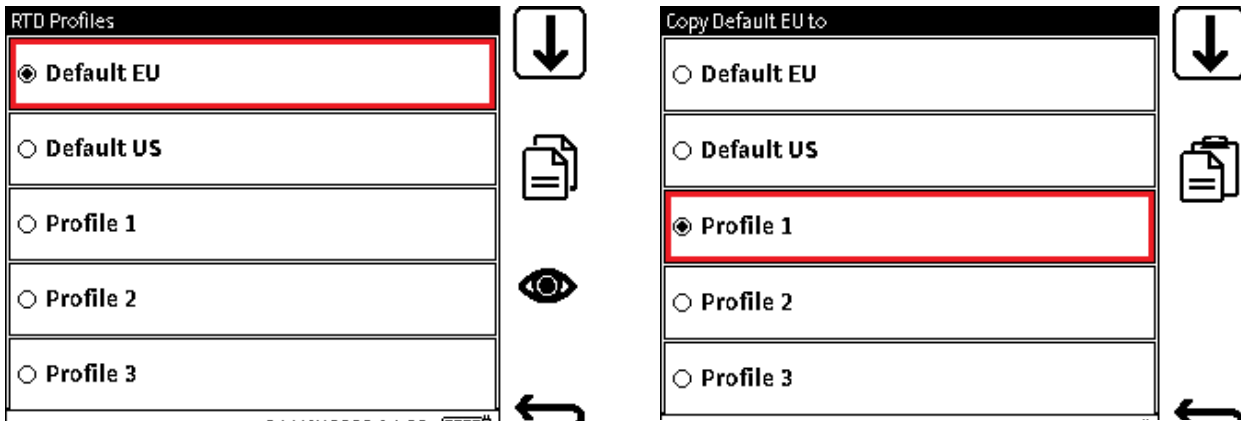 RTD Profiles
Default EU
Default US
Profile 1
Profile 2
Profile 3
Copy Default EU to
Default EU
Default US
Profile 1
Profile 2
Profile 3